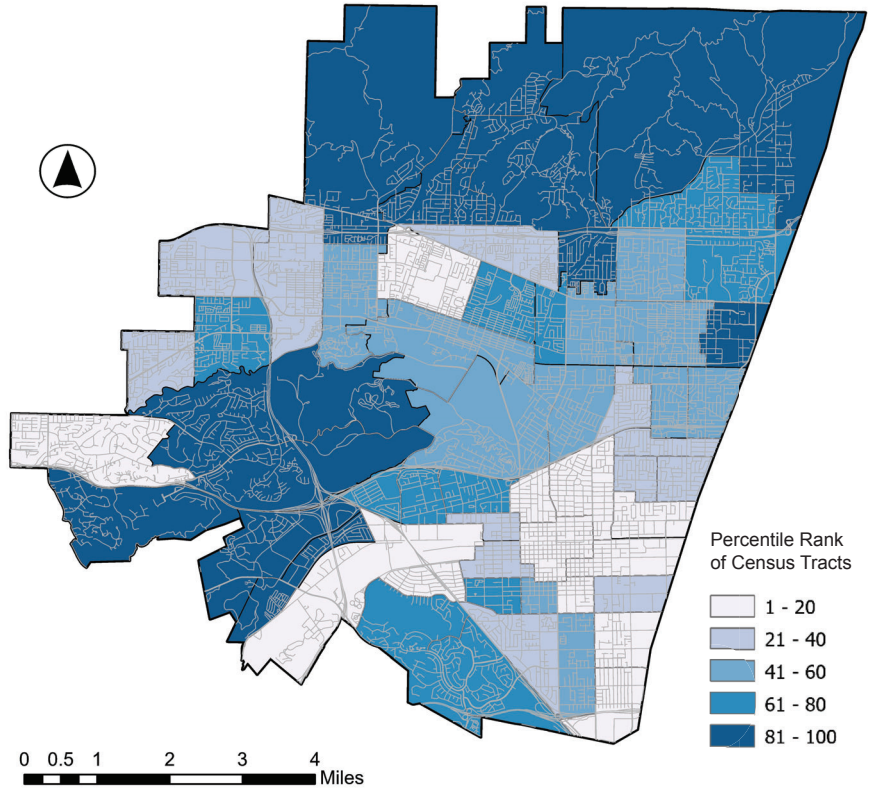 Percentile Rank
of Census Tracts
1 - 20
21 - 40
41 - 60
61 - 80
81 - 100
0 0.5 1 2 3 4
Miles